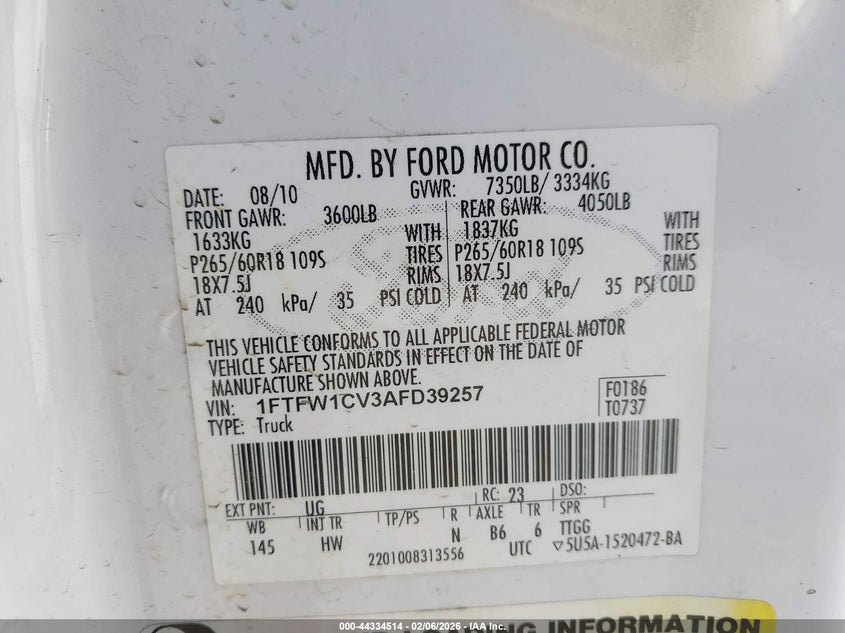 MFD. BY FORD MOTOR CO.
DATE: 08/10 GVWR: 7350LB/ 3334KG
FRONT GAWR: 3600LB REAR GAWR: 4050LB
1633KG WITH 1837KG WITH
P265/60R18 109S TIRES P265/60R18 109S TIRES
18X7.5J RIMS 18X7.5J RIMS
AT 240 kPa/ 35 PSI COLD AT 240 kPa/ 35 PSI COLD
THIS VEHICLE CONFORMS TO ALL APPLICABLE FEDERAL MOTOR
VEHICLE SAFETY STANDARDS IN EFFECT ON THE DATE OF
MANUFACTURE SHOWN ABOVE.
VIN: 1FTFW1CV3AFD39257 F0186
TYPE: Truck T0737
EXT PNT: UG RC: 23 DSO:
WB INT TR TP/PS R AXLE TR SPR
145 HW N B6 6 TTGG
2201008313556 UTC ▽5U5A-1520472-BA
INFORMATION
000-44334514 - 02/06/2026 - IAA Inc.